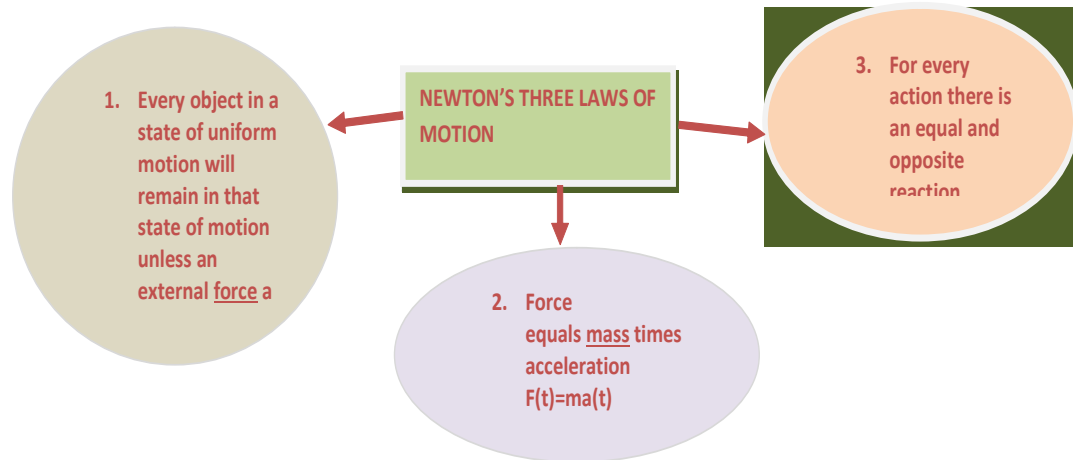 NEWTON'S THREE LAWS OF
MOTION
1. Every object in a
state of uniform
motion will
remain in that
state of motion
unless an
external force a
2. Force
equals mass times
acceleration
F(t)=ma(t)
3. For every
action there is
an equal and
opposite
reaction